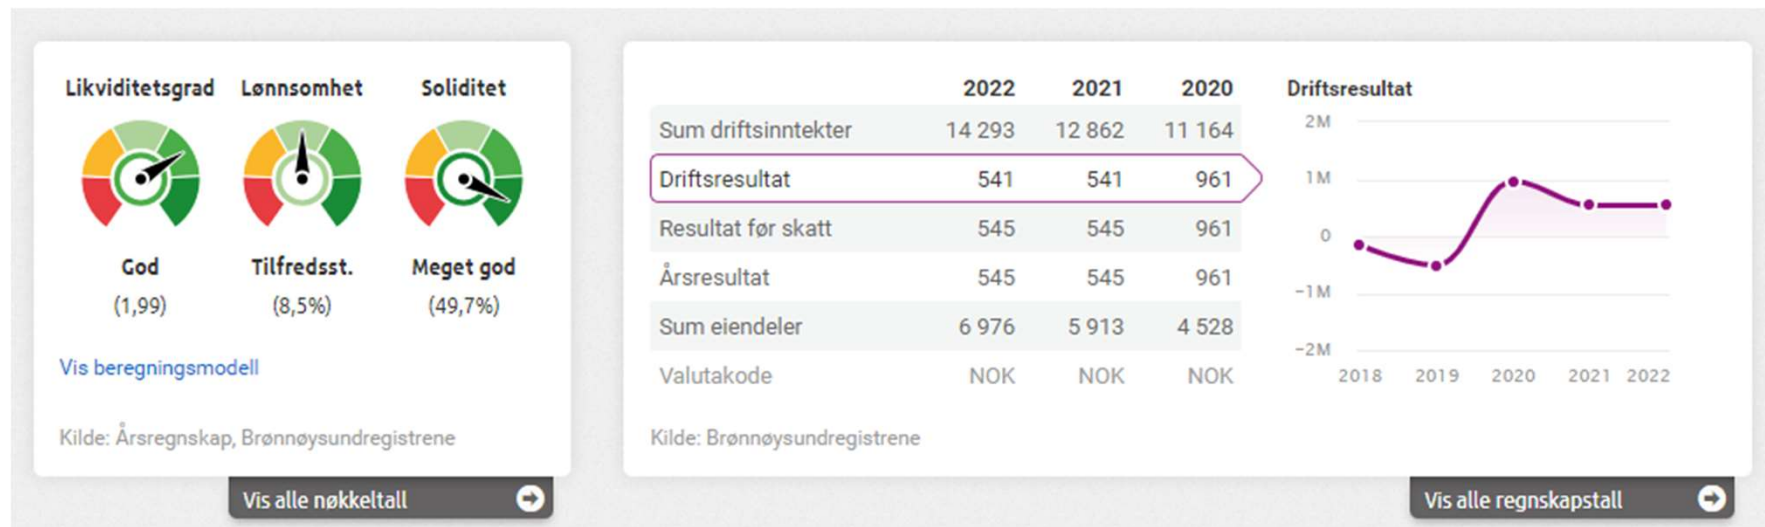 Likviditetsgrad Lønnsomhet Soliditet
God Tilfredsst. Meget god
(1,99) (8,5%) (49,7%)
Vis beregningsmodell
Kilde: Årsregnskap, Brønnøysundregistrene
Vis alle nøkkeltall
2022 2021 2020
Sum driftsinntekter 14 293 12 862 11 164
Driftsresultat 541 541 961
Resultat før skatt 545 545 961
Årsresultat 545 545 961
Sum eiendeler 6 976 5 913 4 528
Valutakode NOK NOK NOK
Kilde: Brønnøysundregistrene
Driftsresultat
2M
1M
0
−1M
−2M
2018 2019 2020 2021 2022
Vis alle regnskapstall